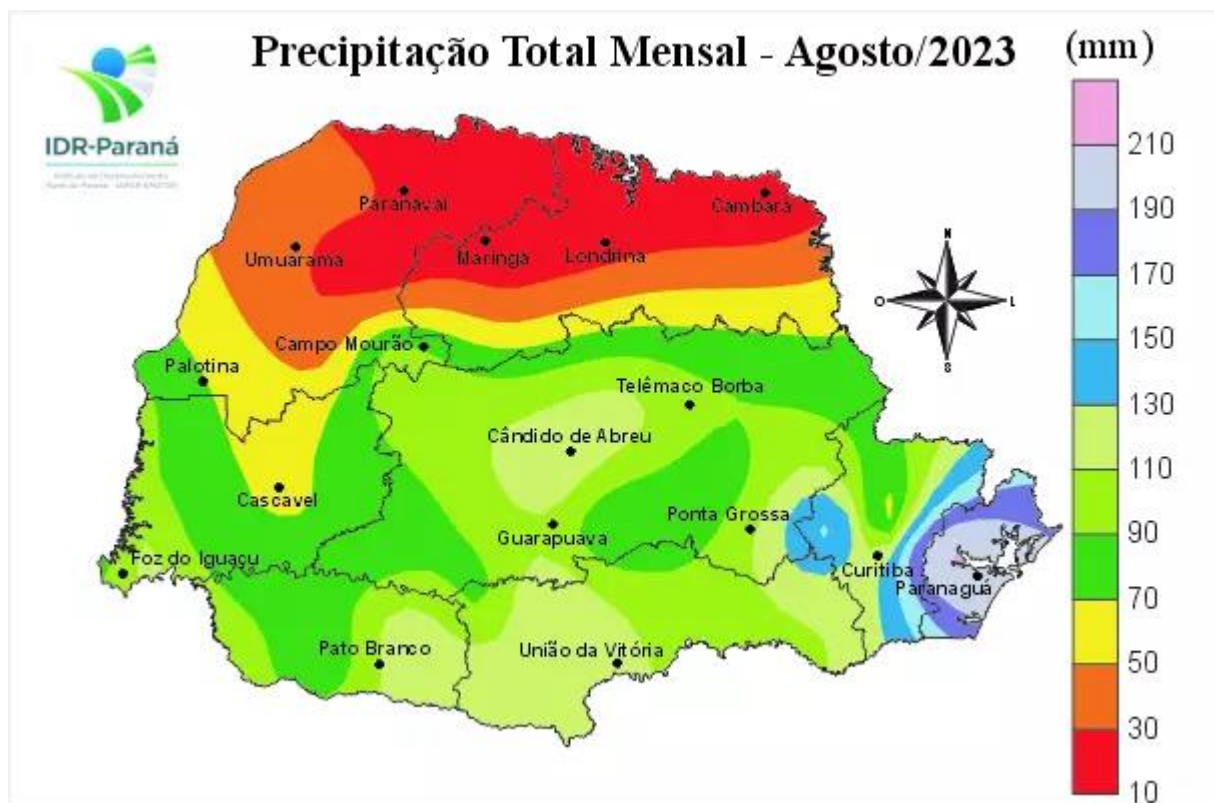 Precipitação Total Mensal - Agosto/2023
(mm)
IDR-Paraná
210
190
170
150
130
110
90
70
50
30
10
N
O
L
S
Paranavaí
Cambará
Umuarama
Maringá
Londrina
Campo Mourão
Palotina
Telêmaco Borba
Cândido de Abreu
Cascavel
Guarapuava
Ponta Grossa
Foz do Iguaçu
Curitiba
Paranaguá
Pato Branco
União da Vitória